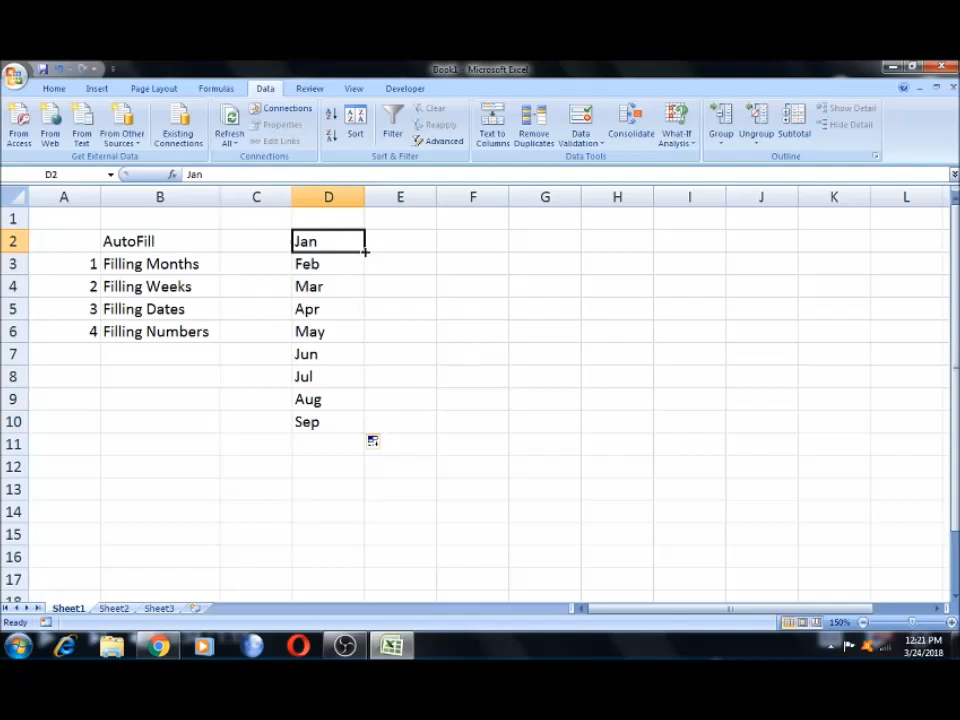 Book1 - Microsoft Excel
Home Insert Page Layout Formulas Data Review View Developer
From Access
From Web
From Text
From Other Sources
Existing Connections
Get External Data
Refresh All
Connections
Properties
Edit Links
Connections
Sort
Filter
Clear
Reapply
Advanced
Sort & Filter
Text to Columns
Remove Duplicates
Data Validation
Consolidate
What-If Analysis
Data Tools
Group
Ungroup
Subtotal
Show Detail
Hide Detail
Outline
D2 fx Jan
A B C D E F G H I J K L
1
2 AutoFill Jan
3 1 Filling Months Feb
4 2 Filling Weeks Mar
5 3 Filling Dates Apr
6 4 Filling Numbers May
7 Jun
8 Jul
9 Aug
10 Sep
11
12
13
14
15
16
17
18
Sheet1 Sheet2 Sheet3
Ready 150%
12:21 PM
3/24/2018